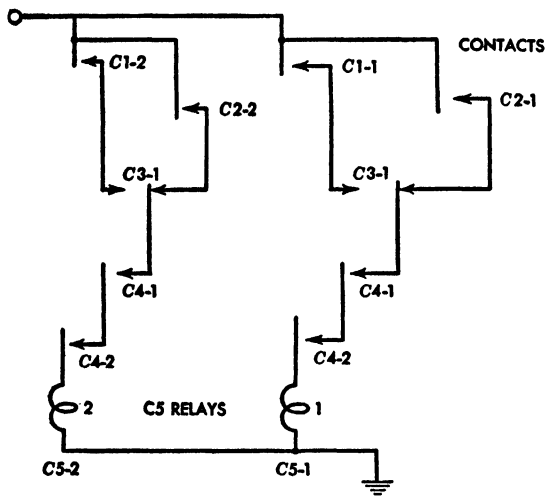 CONTACTS
C1-2
C1-1
C2-2
C2-1
C3-1
C3-1
C4-1
C4-1
C4-2
C4-2
2
C5 RELAYS
1
C5-2
C5-1